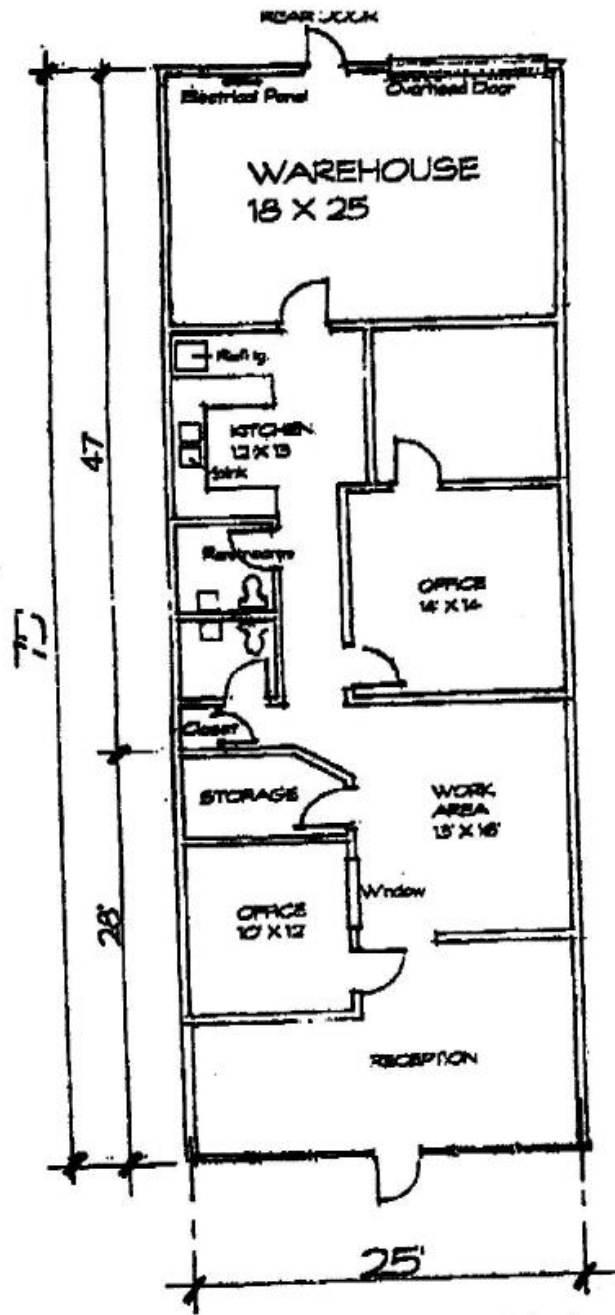 REAR DOOR
Electrical Panel
Overhead Door
WAREHOUSE
18 X 25
Refrig.
KITCHEN
12 X 13
Sink
47
Restrooms
OFFICE
14' X 14'
75'
Closet
STORAGE
WORK
AREA
13' X 16'
Window
OFFICE
10' X 12'
28'
RECEPTION
25'